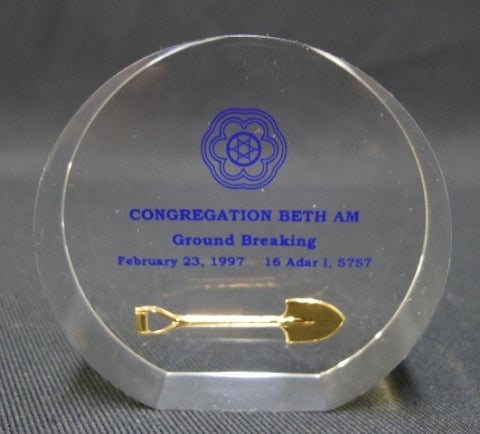 CONGREGATION BETH AM
Ground Breaking
February 23, 1997 16 Adar I, 5757